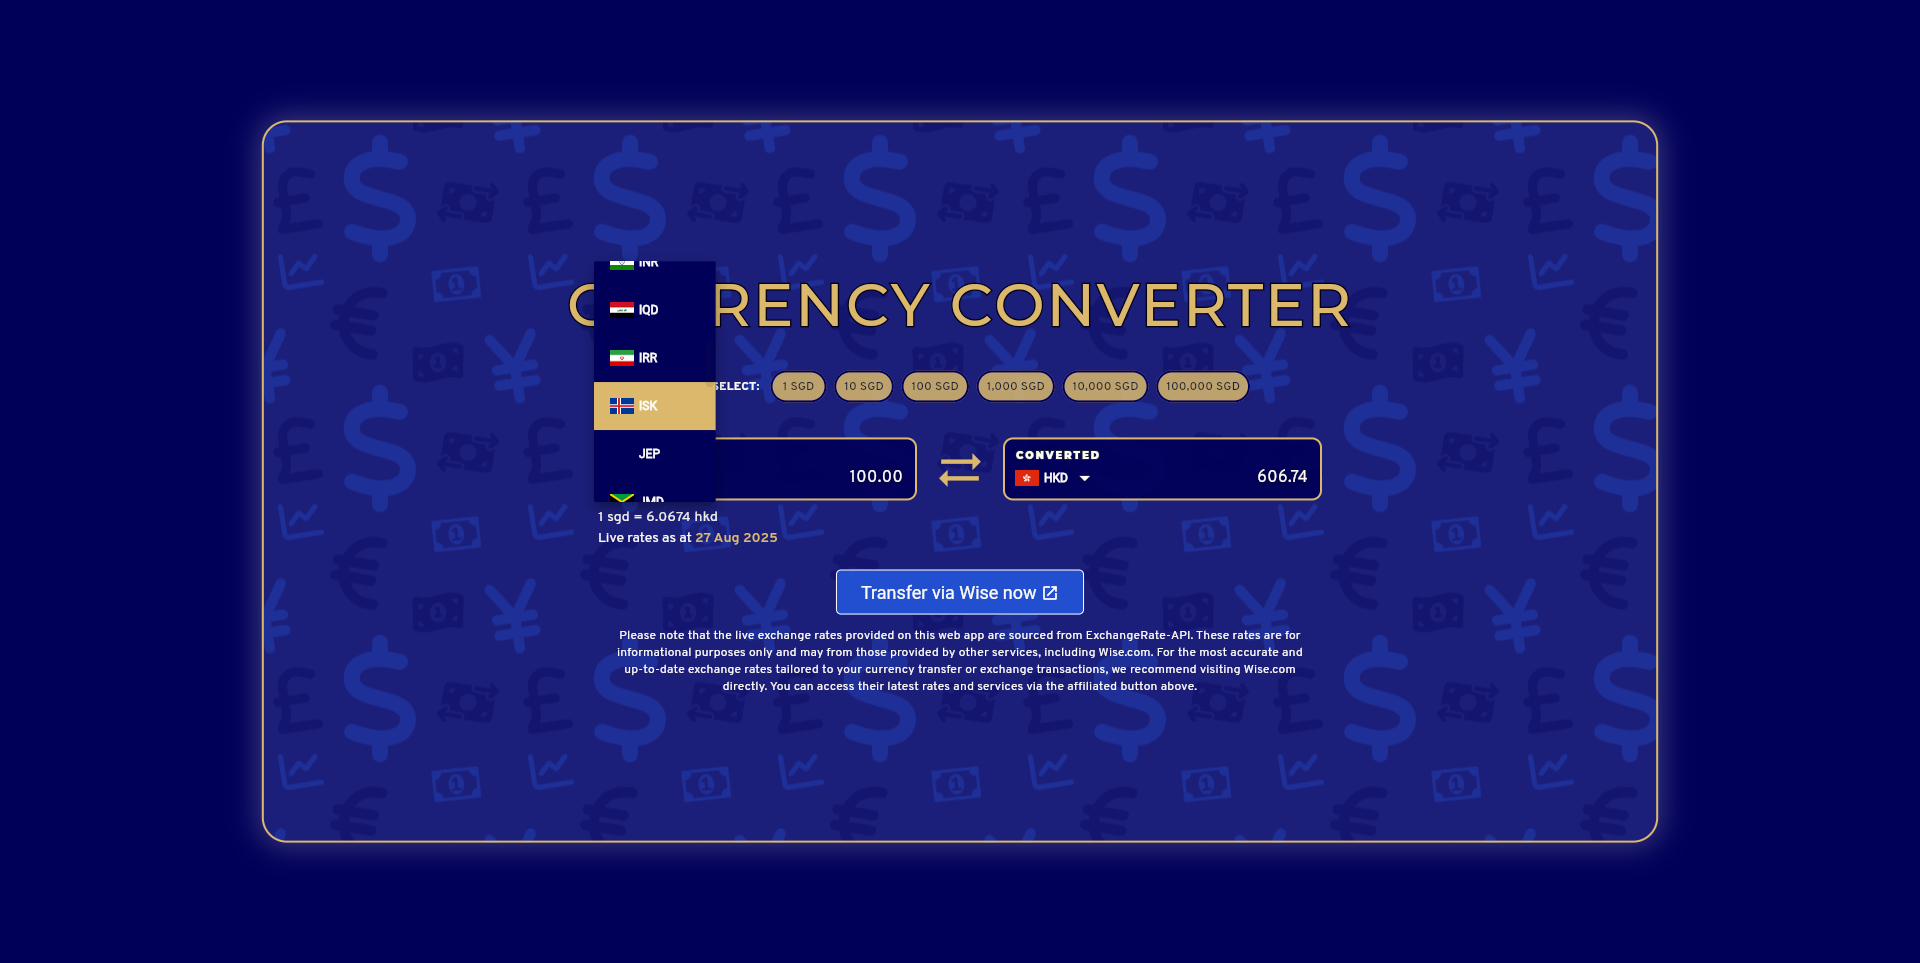 INR
IQD
IRR
ISK
JEP
JMD
RENCY CONVERTER
SELECT:
1 SGD
10 SGD
100 SGD
1,000 SGD
10,000 SGD
100,000 SGD
100.00
CONVERTED
HKD
606.74
1 sgd = 6.0674 hkd
Live rates as at 27 Aug 2025
Transfer via Wise now
Please note that the live exchange rates provided on this web app are sourced from ExchangeRate-API. These rates are for
informational purposes only and may from those provided by other services, including Wise.com. For the most accurate and
up-to-date exchange rates tailored to your currency transfer or exchange transactions, we recommend visiting Wise.com
directly. You can access their latest rates and services via the affiliated button above.